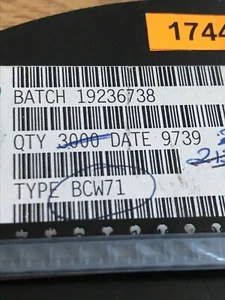 1744
BATCH 19236738
QTY 3000 DATE 9739
TYPE BCW71